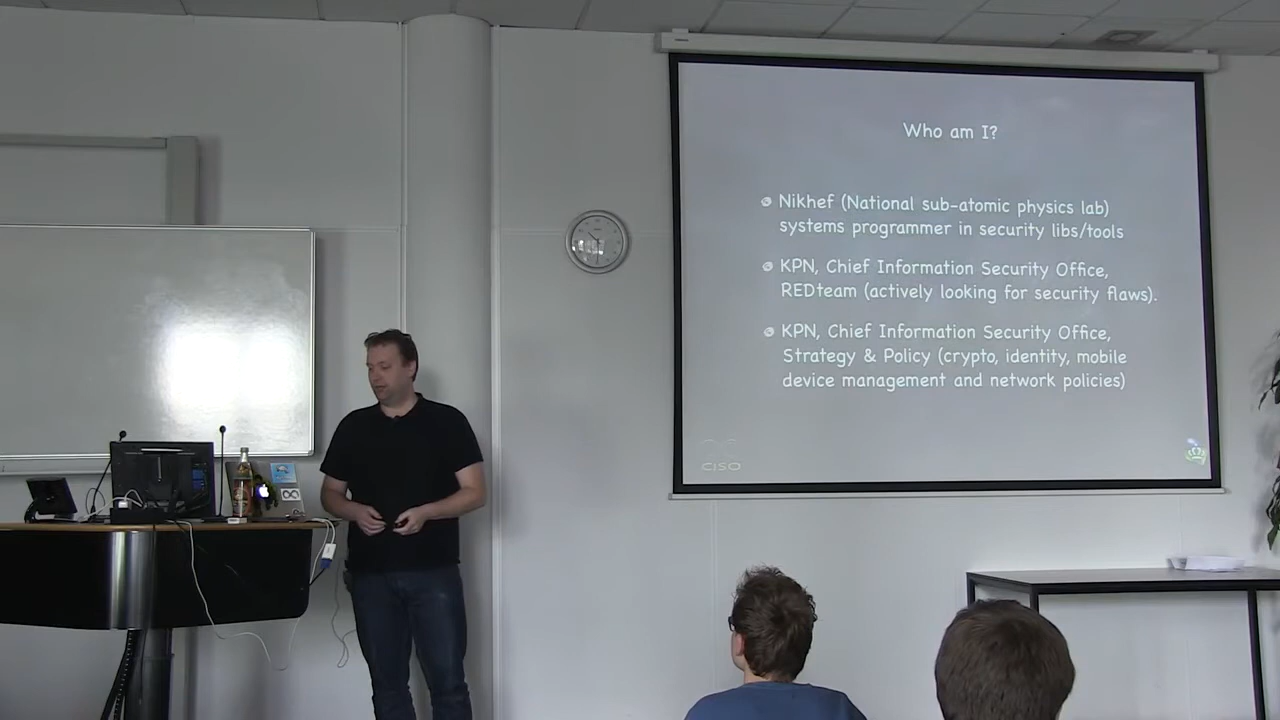 Who am I?
Nikhef (National sub-atomic physics lab)
systems programmer in security libs/tools
KPN, Chief Information Security Office,
REDteam (actively looking for security flaws).
KPN, Chief Information Security Office,
Strategy & Policy (crypto, identity, mobile
device management and network policies)
CISO